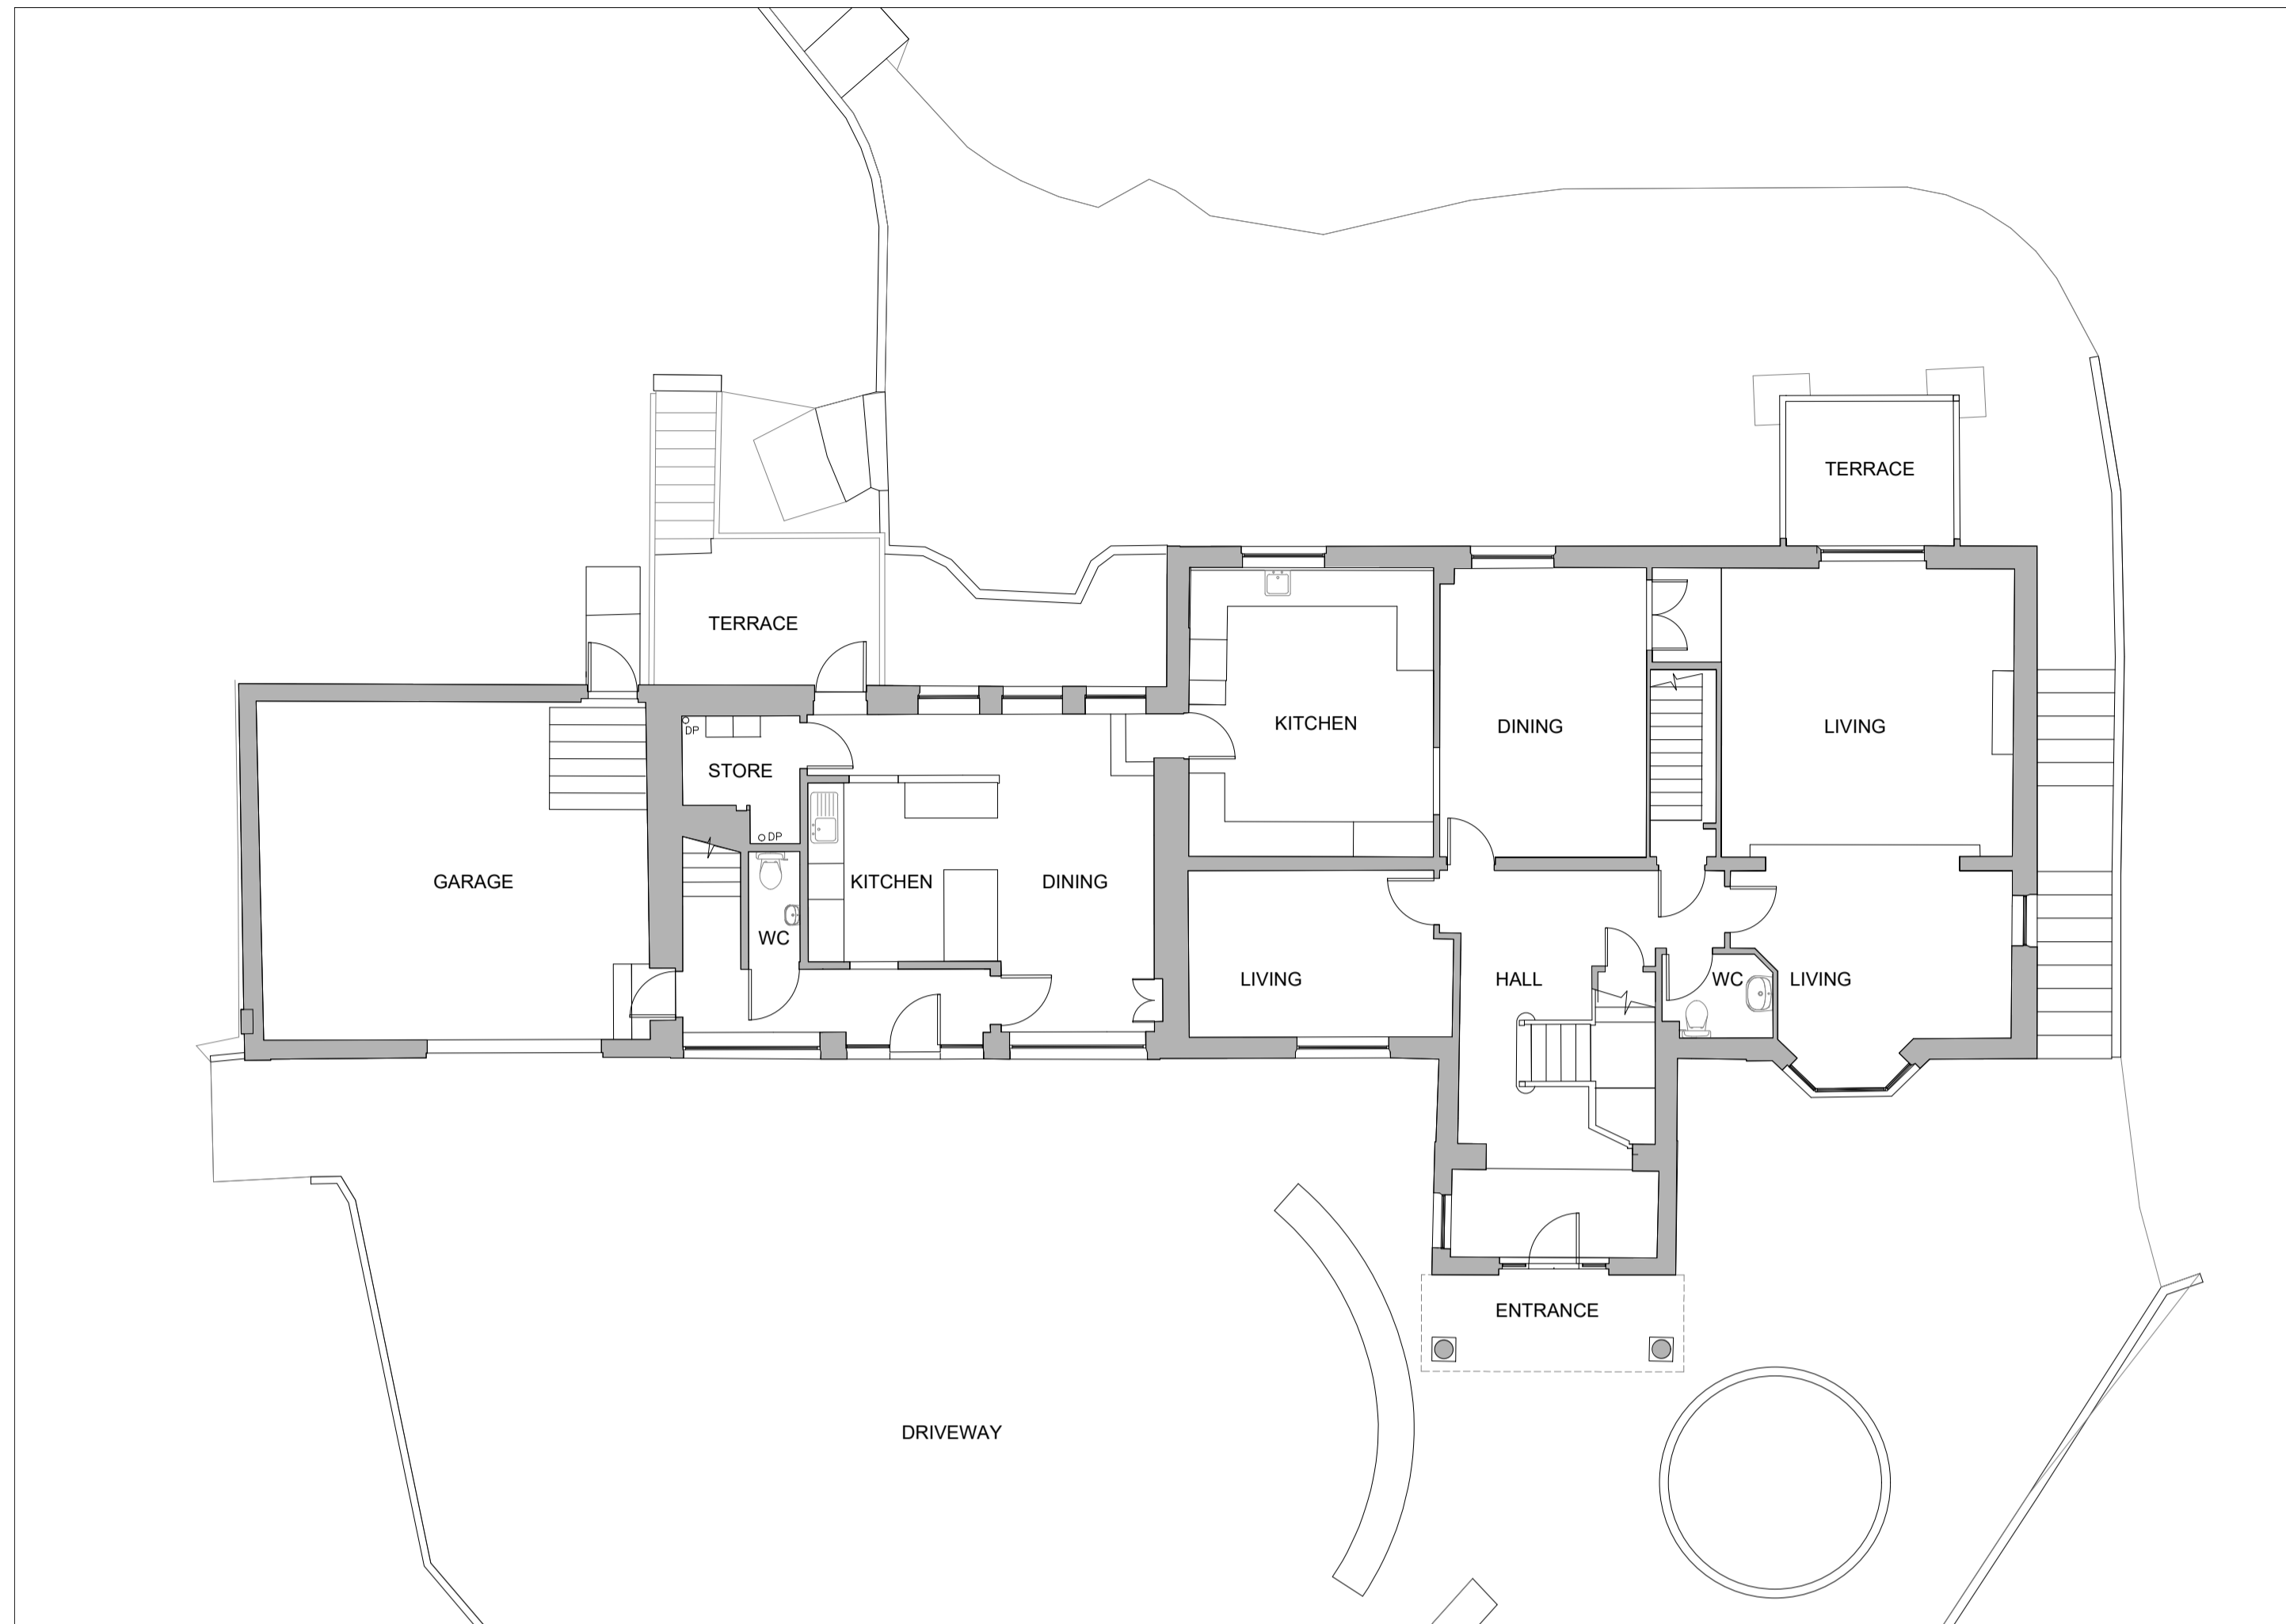 TERRACE
TERRACE
KITCHEN
DINING
LIVING
DP
STORE
DP
GARAGE
KITCHEN
DINING
WC
LIVING
HALL
WC
LIVING
ENTRANCE
DRIVEWAY